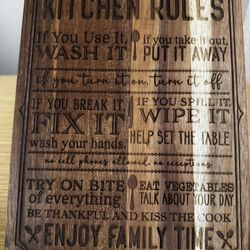 KITCHEN RULES
If You Use It, if you take it out,
WASH IT PUT IT AWAY
if you turn it on, turn it off
IF YOU BREAK IT, IF YOU SPILL IT,
FIX IT WIPE IT
wash your hands. HELP SET THE TABLE
no cell phones allowed, no exceptions
TRY ON BITE EAT VEGETABLES
of everything TALK ABOUT YOUR DAY
BE THANKFUL AND KISS THE COOK
ENJOY FAMILY TIME